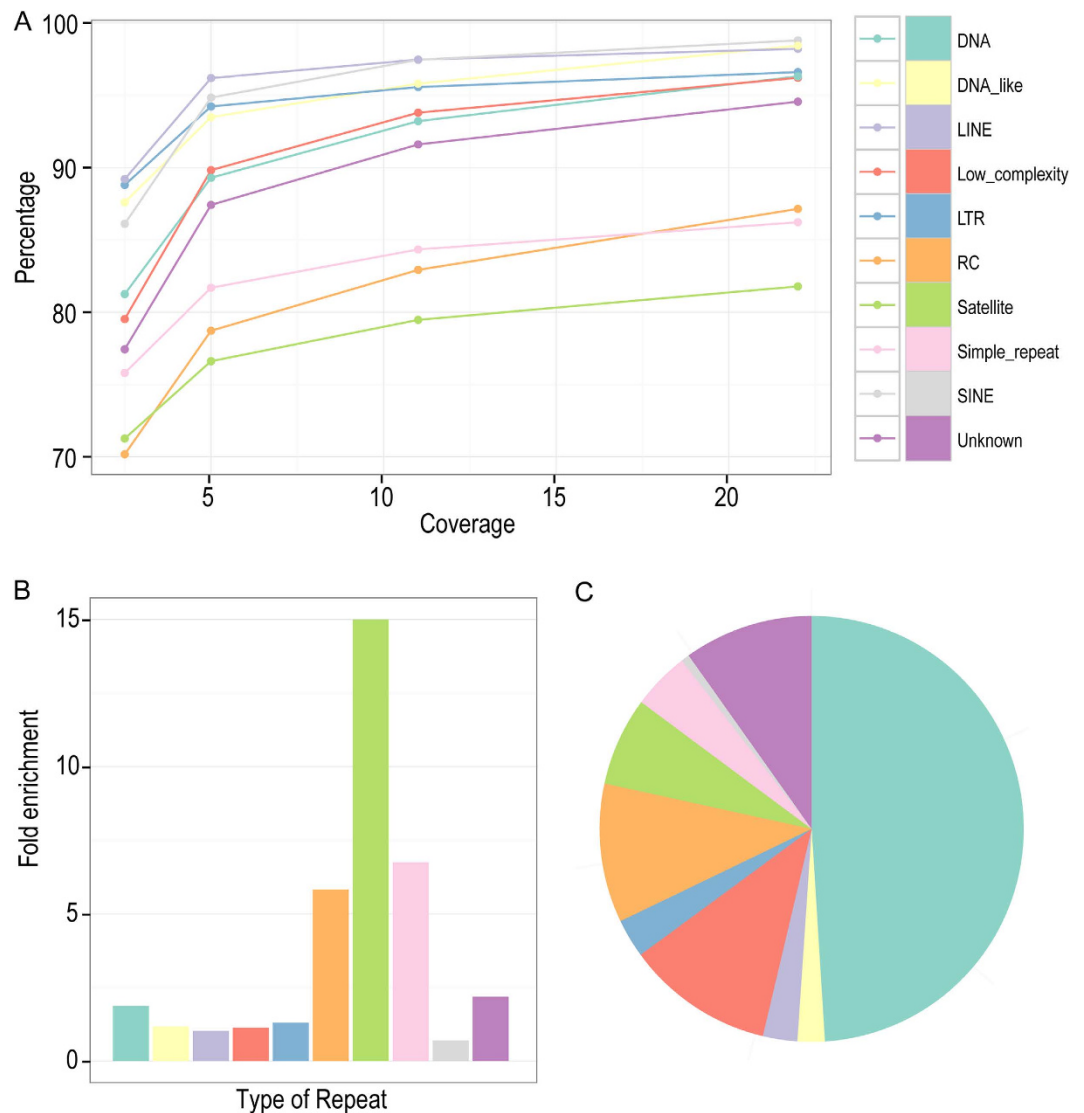 A
100
90
80
70
Percentage
5
10
15
20
Coverage
DNA
DNA_like
LINE
Low_complexity
LTR
RC
Satellite
Simple_repeat
SINE
Unknown
B
15
10
5
0
Fold enrichment
Type of Repeat
C